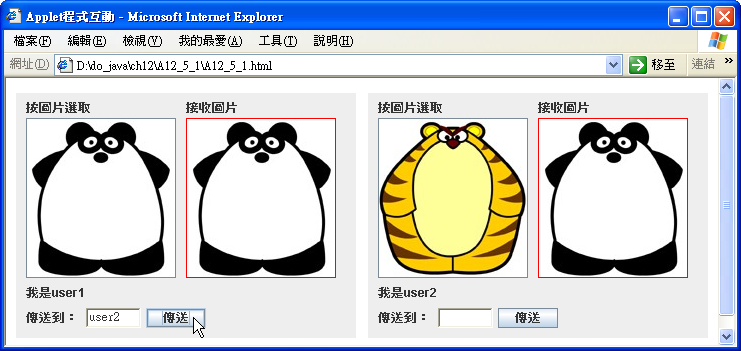 Applet程式互動 - Microsoft Internet Explorer
檔案(F) 編輯(E) 檢視(V) 我的最愛(A) 工具(T) 說明(H)
網址(D) D:\do_java\ch12\A12_5_1\A12_5_1.html 移至 連結 »
按圖片選取 接收圖片 按圖片選取 接收圖片
我是user1 我是user2
傳送到： user2 傳送 傳送到： 傳送